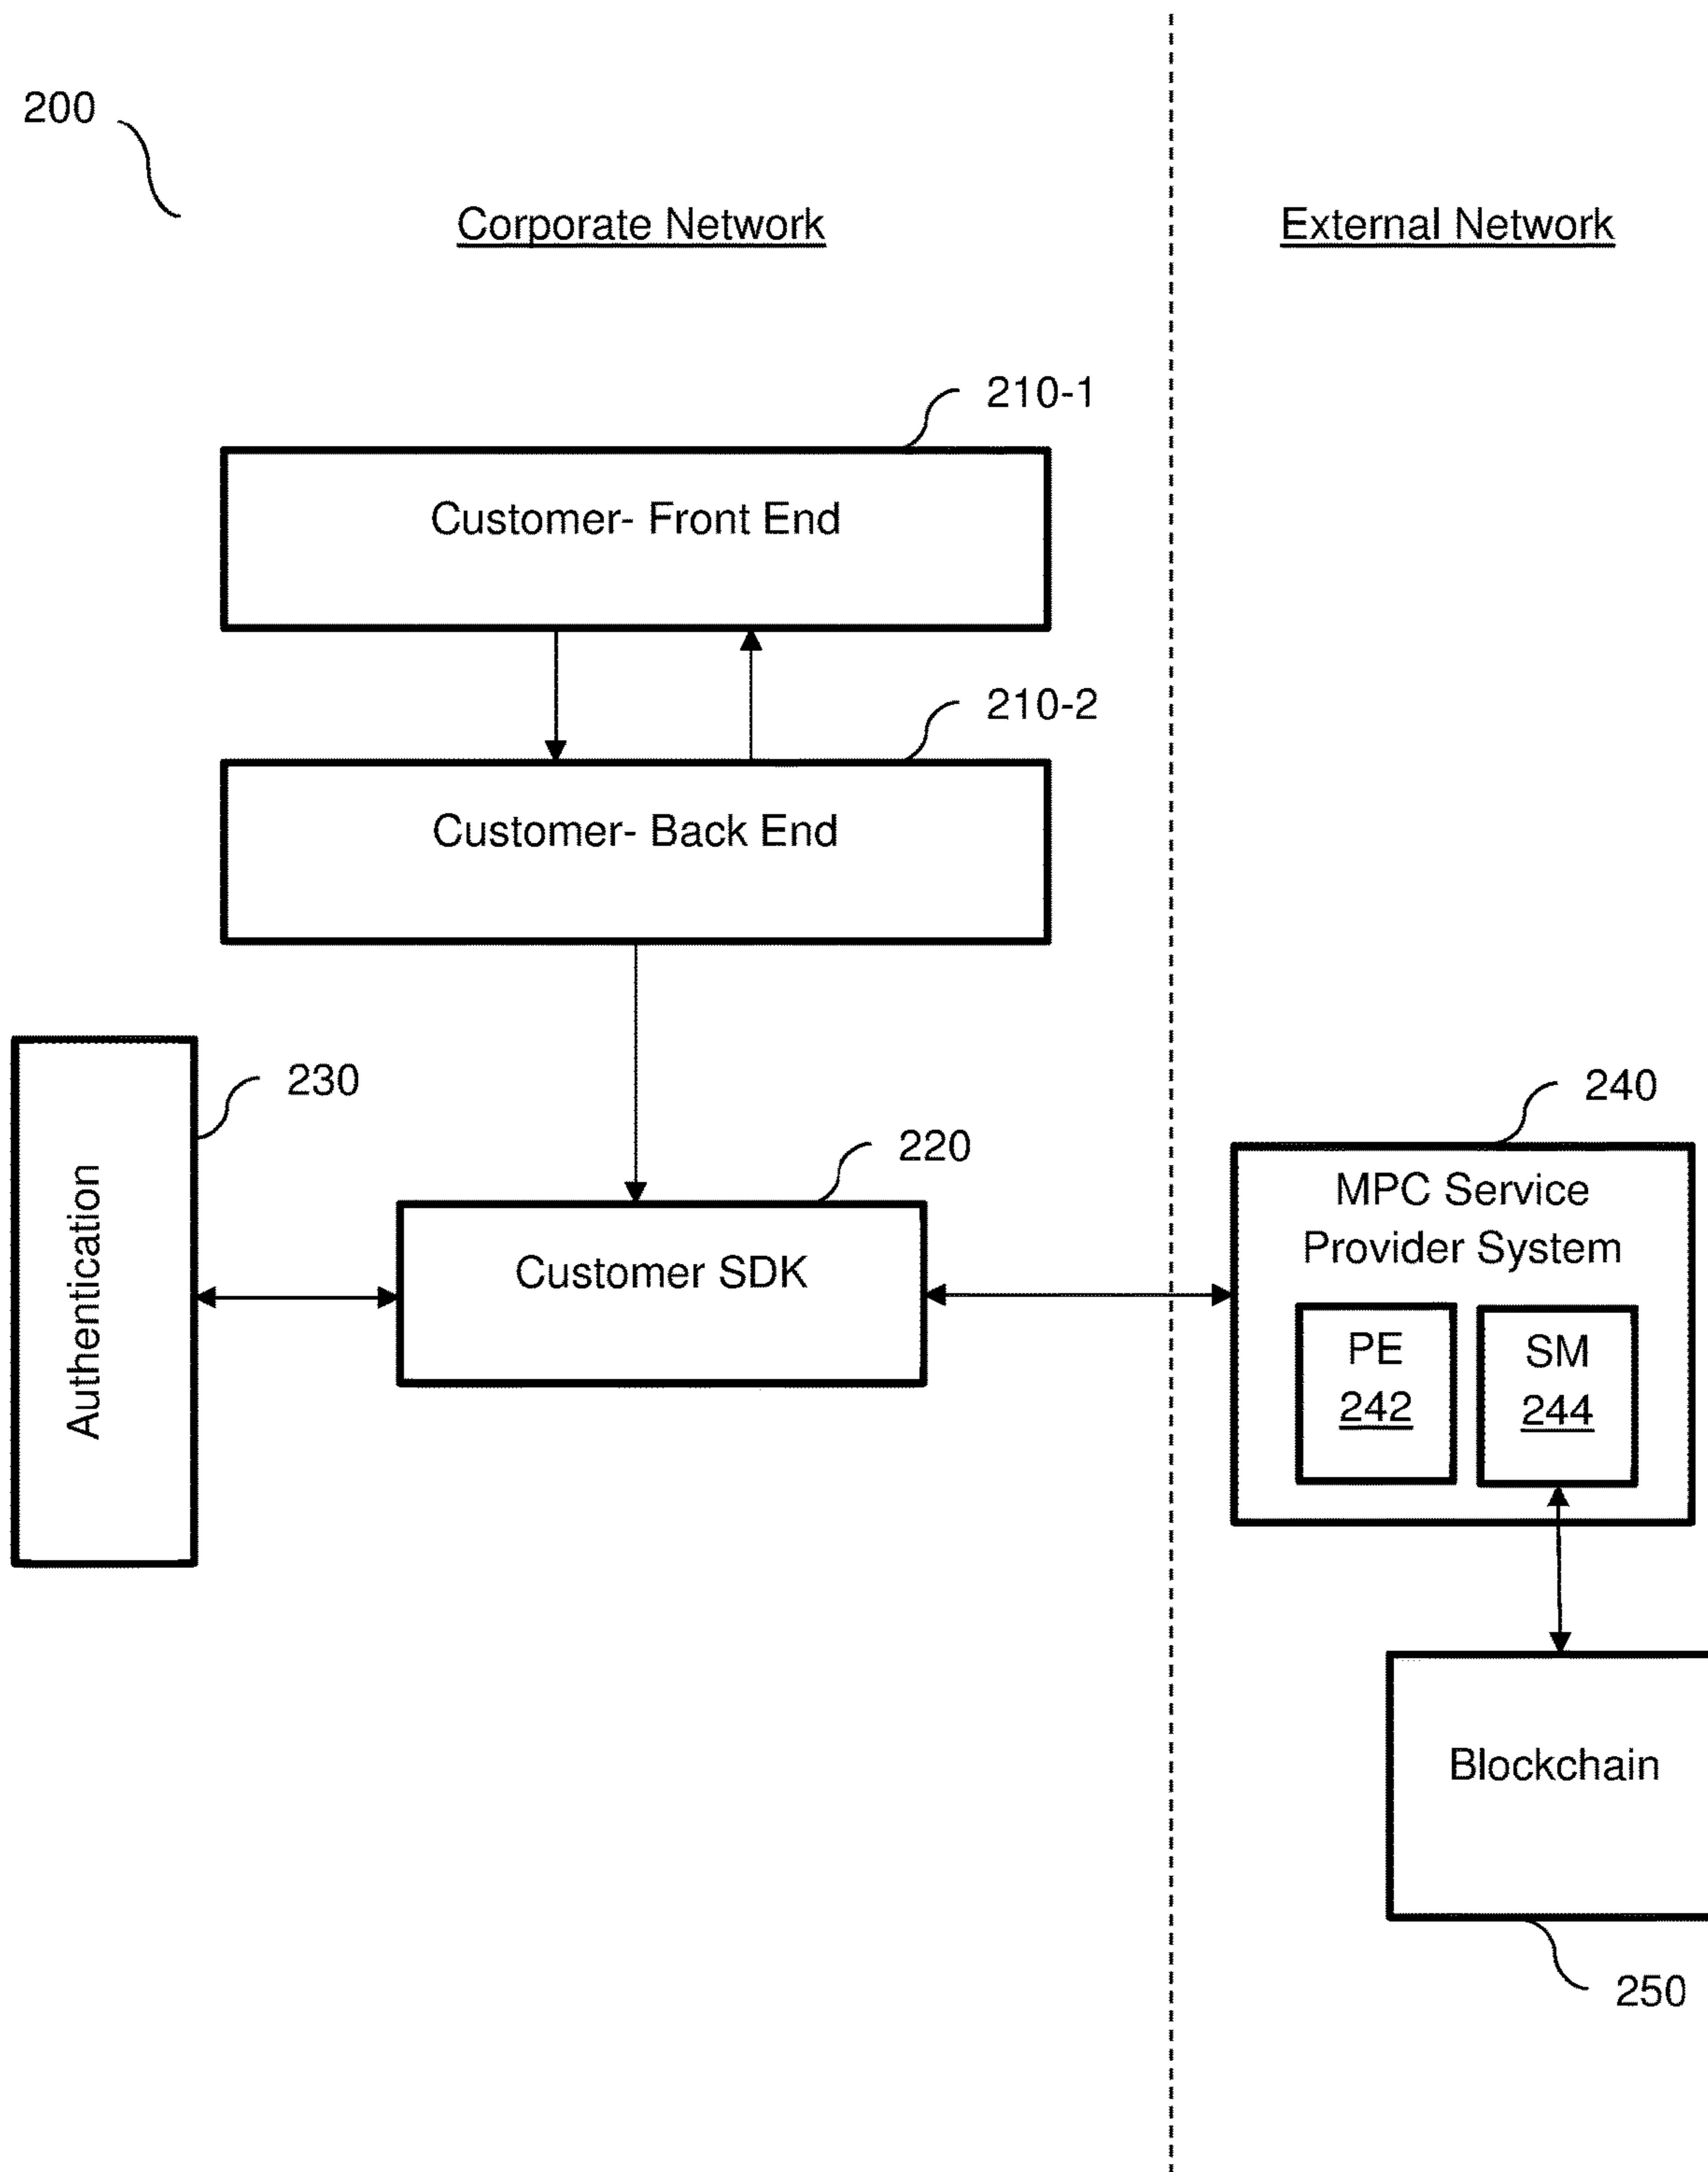 200
Corporate Network
External Network
210-1
Customer- Front End
210-2
Customer- Back End
230
Authentication
220
Customer SDK
240
MPC Service
Provider System
PE
242
SM
244
Blockchain
250